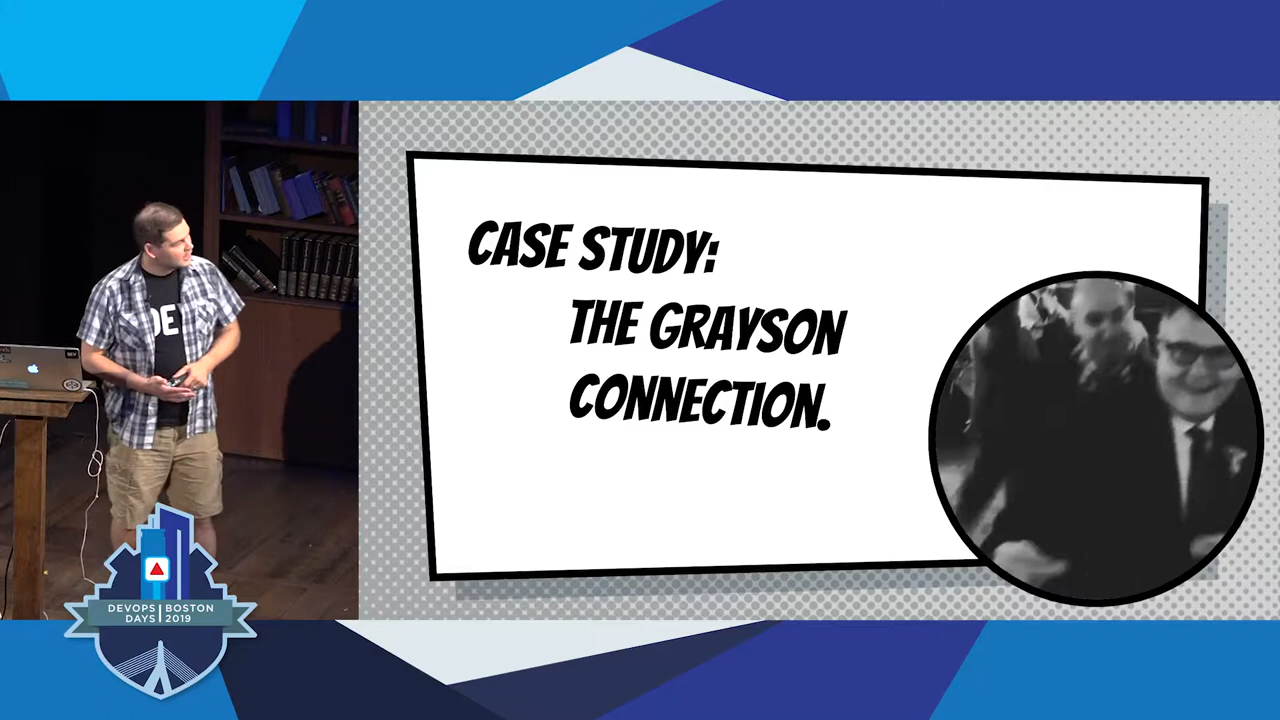 CASE STUDY:
THE GRAYSON
CONNECTION.
DE
DEVOPS BOSTON
DAYS 2019